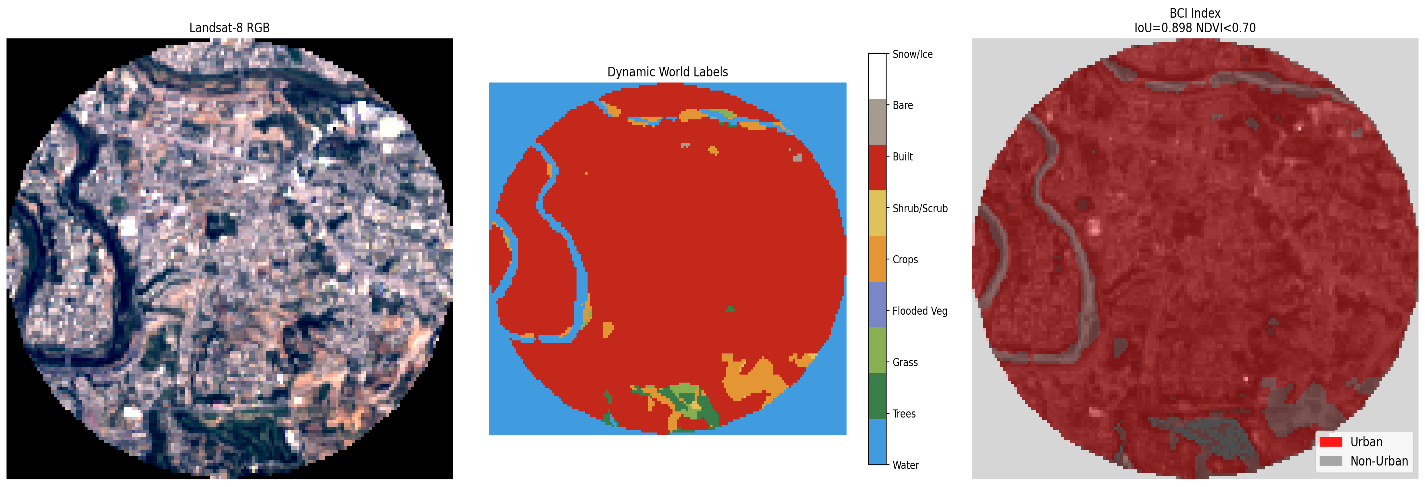 Landsat-8 RGB
Dynamic World Labels
Snow/Ice
Bare
Built
Shrub/Scrub
Crops
Flooded Veg
Grass
Trees
Water
BCI Index
IoU=0.898 NDVI<0.70
Urban
Non-Urban